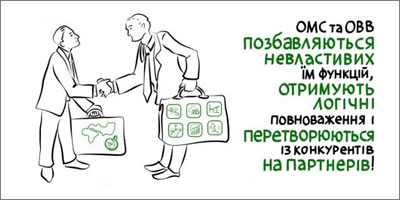 ОМС та ОВВ
ПОЗБАВЛЯЮТЬСЯ
НЕВЛАСТИВИХ
ЇМ ФУНКЦІЙ,
ОТРИМУЮТЬ
ЛОГІЧНІ
ПОВНОВАЖЕННЯ І
ПЕРЕТВОРЮЮТЬСЯ
ІЗ КОНКУРЕНТІВ
НА ПАРТНЕРІВ!